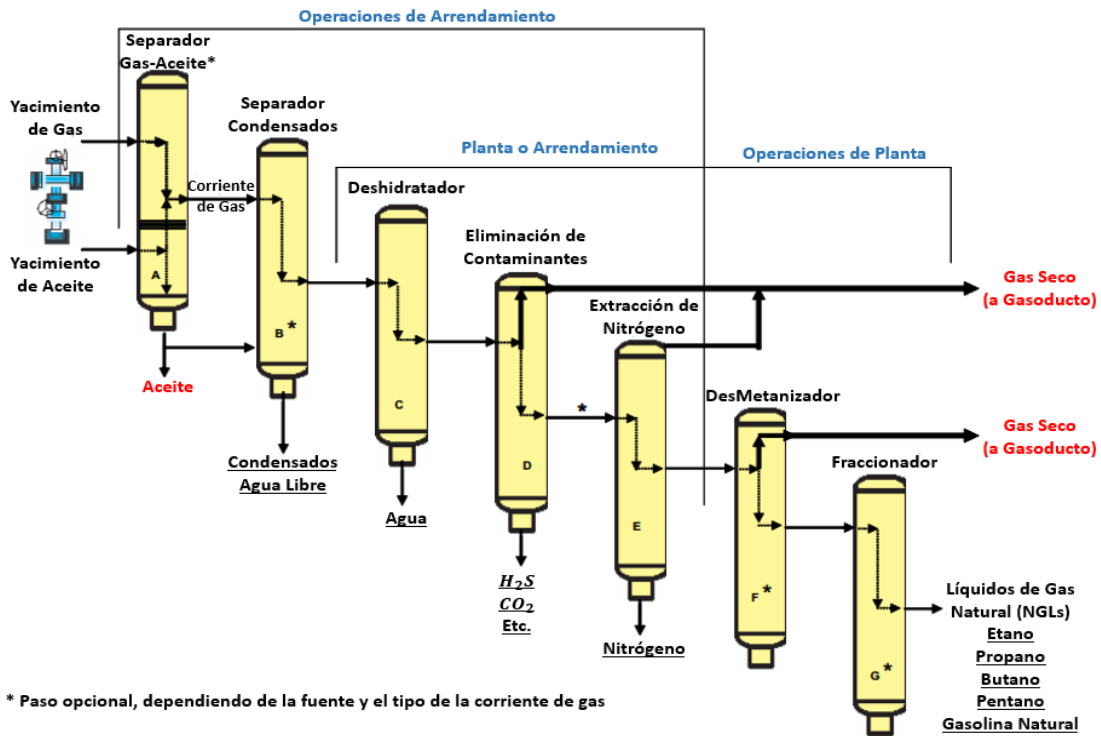 Operaciones de Arrendamiento
Separador
Gas-Aceite*
Yacimiento
de Gas
Separador
Condensados
Planta o Arrendamiento
Operaciones de Planta
Corriente
de Gas
Deshidratador
Eliminación de
Contaminantes
Yacimiento
de Aceite
A
Gas Seco
(a Gasoducto)
Extracción de
Nitrógeno
B*
Aceite
DesMetanizador
C
*
Gas Seco
(a Gasoducto)
Condensados
Agua Libre
D
Fraccionador
Agua
E
H₂S
CO₂
Etc.
F*
Líquidos de Gas
Natural (NGLs)
Etano
Propano
Butano
Pentano
Gasolina Natural
Nitrógeno
G*
* Paso opcional, dependiendo de la fuente y el tipo de la corriente de gas